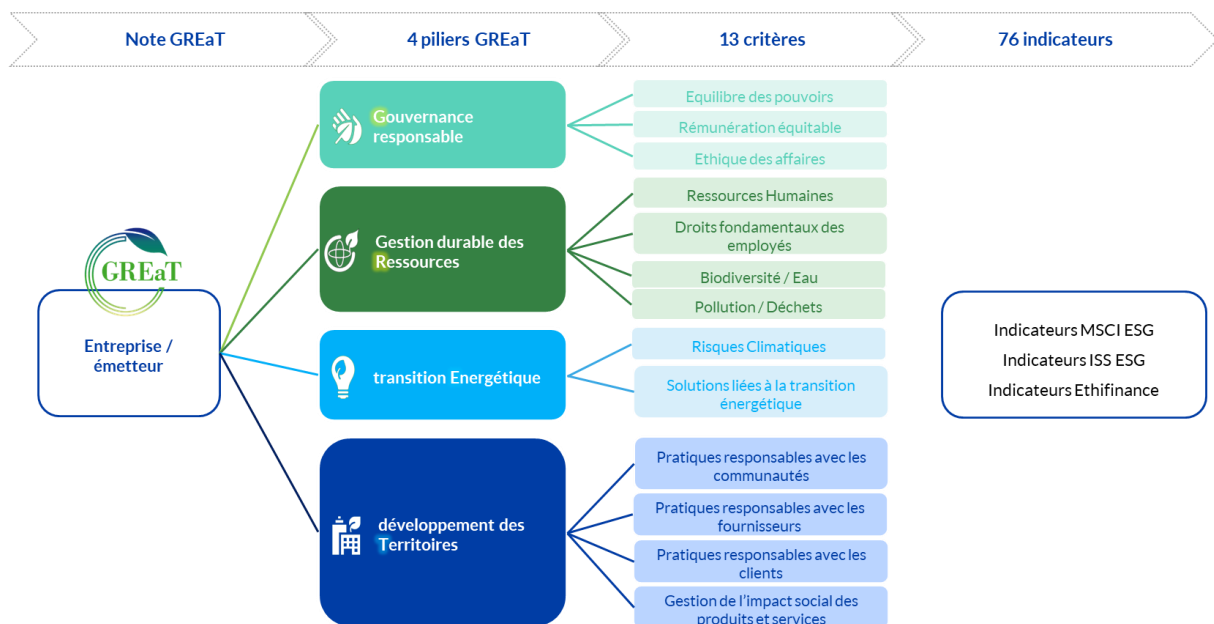 Note GREaT
4 piliers GREaT
13 critères
76 indicateurs
GREaT
Entreprise /
émetteur
Gouvernance
responsable
Equilibre des pouvoirs
Rémunération équitable
Ethique des affaires
Gestion durable des
Ressources
Ressources Humaines
Droits fondamentaux des
employés
Biodiversité / Eau
Pollution / Déchets
transition Energétique
Risques Climatiques
Solutions liées à la transition
énergétique
développement des
Territoires
Pratiques responsables avec les
communautés
Pratiques responsables avec les
fournisseurs
Pratiques responsables avec les
clients
Gestion de l'impact social des
produits et services
Indicateurs MSCI ESG
Indicateurs ISS ESG
Indicateurs Ethifinance